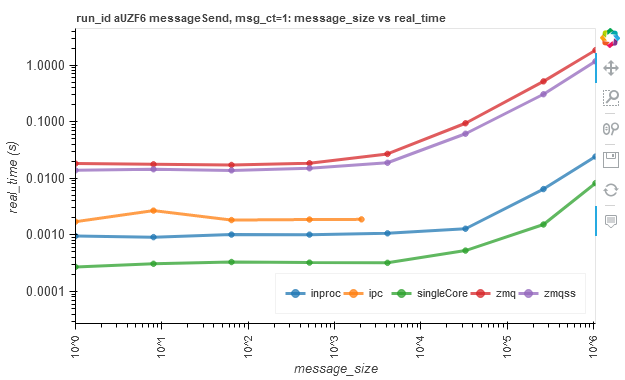 run_id aUZF6 messageSend, msg_ct=1: message_size vs real_time
1.0000
0.1000
0.0100
0.0010
0.0001
real_time (s)
inproc ipc singleCore zmq zmqss
10^0 10^1 10^2 10^3 10^4 10^5 10^6
message_size